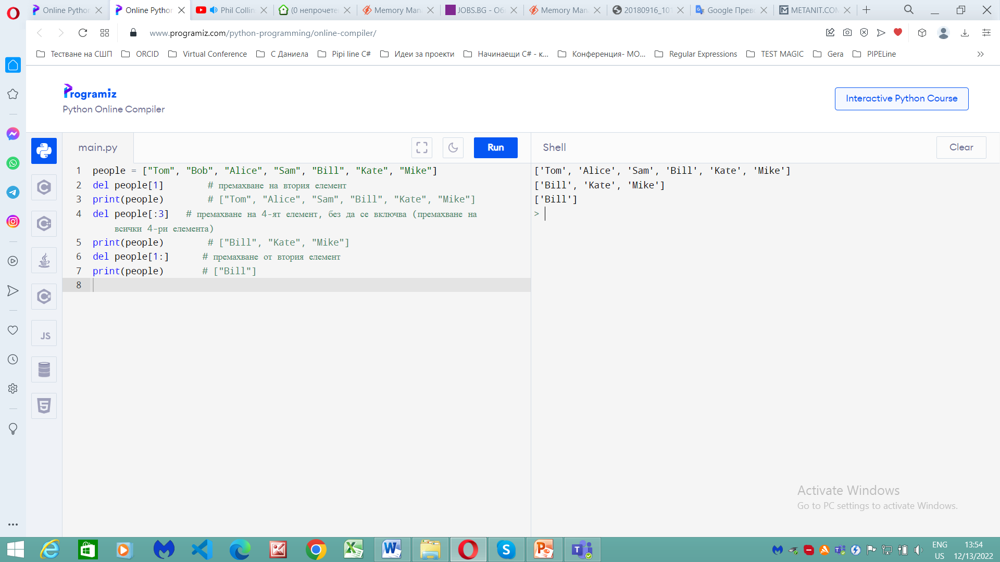 Online Python
Online Python
Phil Collin
(0 непрочете
Memory Man
JOBS.BG - Об
Memory Man
20180916_101
Google Прев
METANIT.COM
www.programiz.com/python-programming/online-compiler/
Тестване на СШП
ORCID
Virtual Conference
С Даниела
Pipi line C#
Идеи за проекти
Начинаещи C# - к...
Конференция- МО...
Regular Expressions
TEST MAGIC
Gera
PIPELine
Programiz
Python Online Compiler
Interactive Python Course
main.py
Run
Shell
Clear
1 people = ["Tom", "Bob", "Alice", "Sam", "Bill", "Kate", "Mike"]
2 del people[1] # премахване на втория елемент
3 print(people) # ["Tom", "Alice", "Sam", "Bill", "Kate", "Mike"]
4 del people[:3] # премахване на 4-ят елемент, без да се включва (премахване на
всички 4-ри елемента)
5 print(people) # ["Bill", "Kate", "Mike"]
6 del people[1:] # премахване от втория елемент
7 print(people) # ["Bill"]
8
['Tom', 'Alice', 'Sam', 'Bill', 'Kate', 'Mike']
['Bill', 'Kate', 'Mike']
['Bill']
>
JS
Activate Windows
Go to PC settings to activate Windows.
ENG
US
13:54
12/13/2022